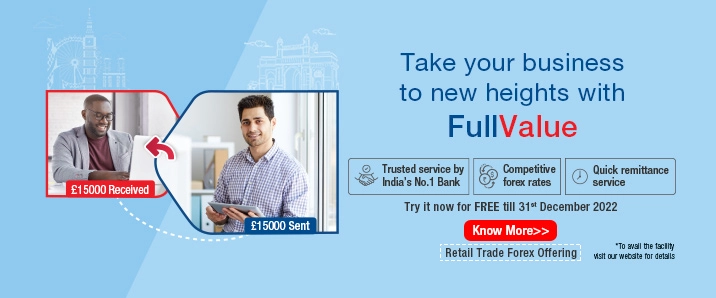 Take your business
to new heights with
FullValue
Trusted service by
India's No.1 Bank
Competitive
forex rates
Quick remittance
service
Try it now for FREE till 31st December 2022
Know More>>
Retail Trade Forex Offering
*To avail the facility
visit our website for details
£15000 Received
£15000 Sent